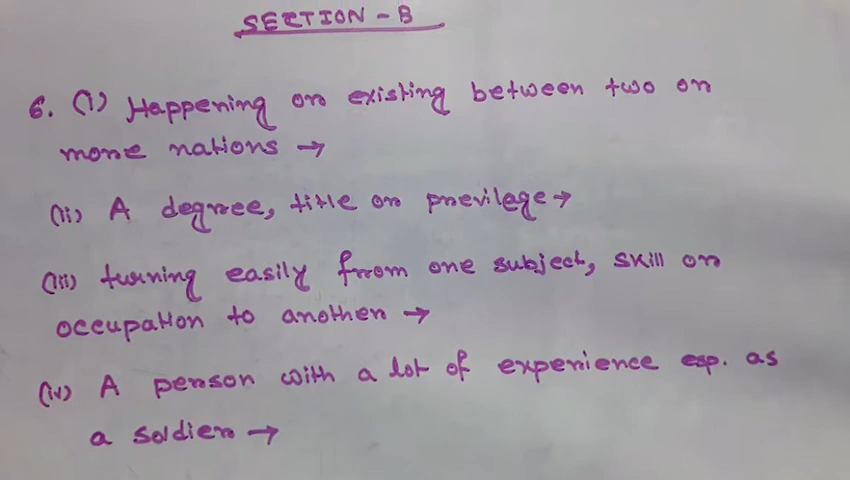 SECTION - B
6. (i) Happening or existing between two or
more nations →
(ii) A degree, title or previlege →
(iii) turning easily from one subject, skill or
occupation to another →
(iv) A person with a lot of experience esp. as
a soldier →